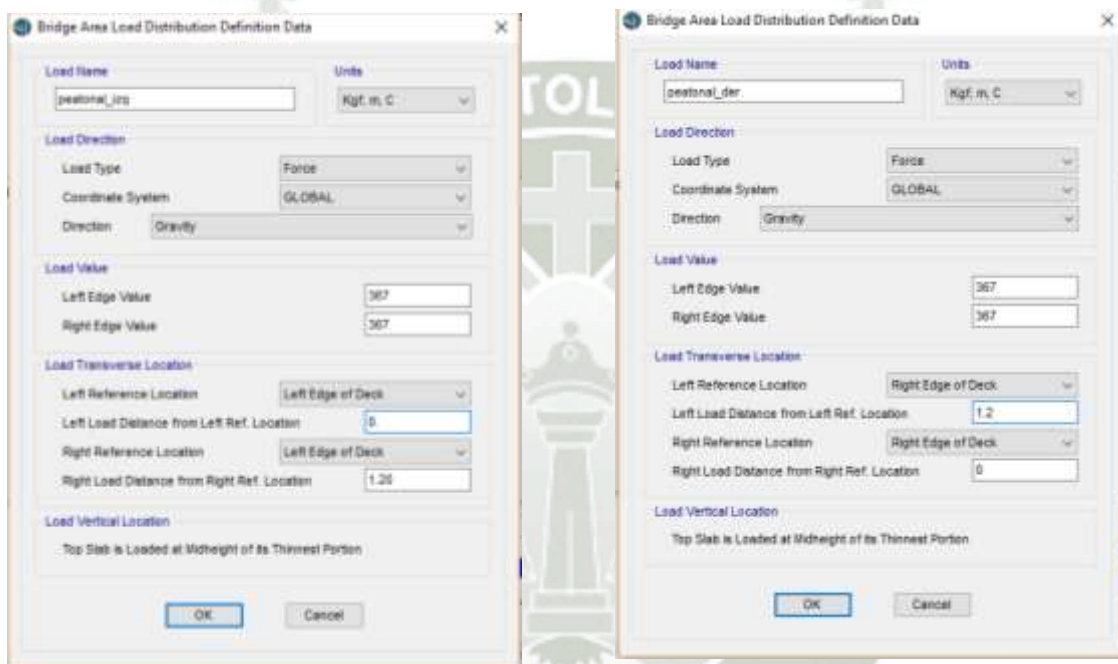 Bridge Area Load Distribution Definition Data
Load Name
peatonal_izq
Units
Kgf, m, C
Load Direction
Load Type
Force
Coordinate System
GLOBAL
Direction
Gravity
Load Value
Left Edge Value
367
Right Edge Value
367
Load Transverse Location
Left Reference Location
Left Edge of Deck
Left Load Distance from Left Ref. Location
0.
Right Reference Location
Left Edge of Deck
Right Load Distance from Right Ref. Location
1.20
Load Vertical Location
Top Slab is Loaded at Midheight of its Thinnest Portion
OK
Cancel
TOL
Bridge Area Load Distribution Definition Data
Load Name
peatonal_der
Units
Kgf, m, C
Load Direction
Load Type
Force
Coordinate System
GLOBAL
Direction
Gravity
Load Value
Left Edge Value
367
Right Edge Value
367
Load Transverse Location
Left Reference Location
Right Edge of Deck
Left Load Distance from Left Ref. Location
1.2
Right Reference Location
Right Edge of Deck
Right Load Distance from Right Ref. Location
0
Load Vertical Location
Top Slab is Loaded at Midheight of its Thinnest Portion
OK
Cancel